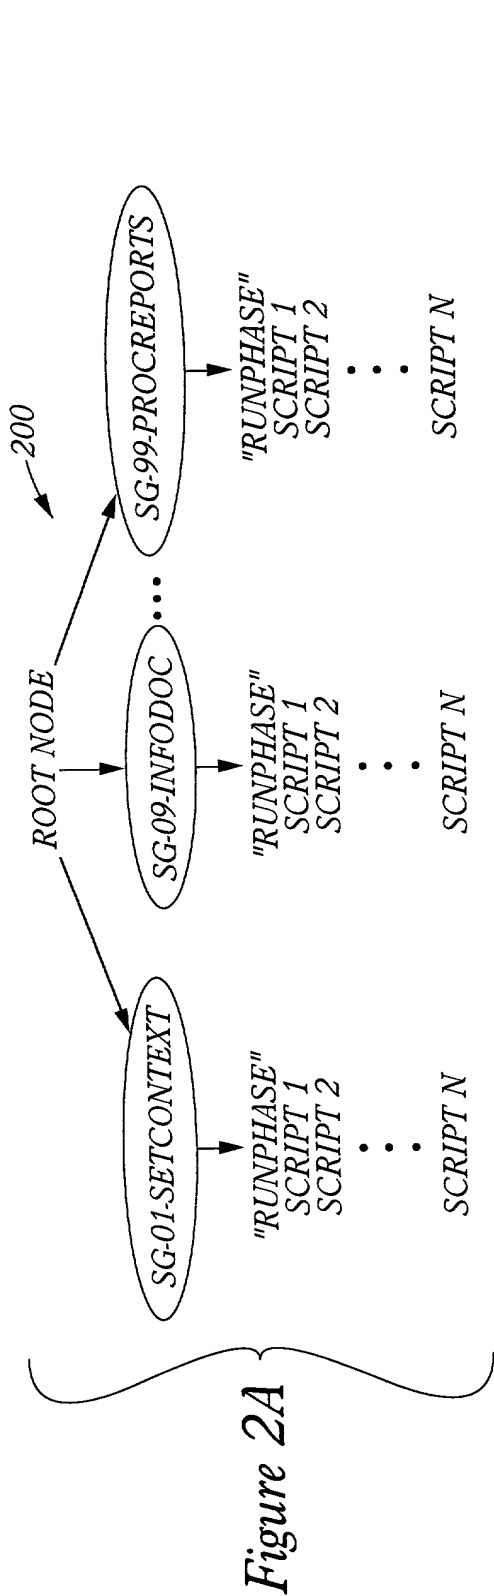 200
ROOT NODE
SG-01-SETCONTEXT
SG-09-INFODOC
• • •
SG-99-PROCREPORTS
"RUNPHASE"
SCRIPT 1
SCRIPT 2
•
•
•
SCRIPT N
"RUNPHASE"
SCRIPT 1
SCRIPT 2
•
•
•
SCRIPT N
"RUNPHASE"
SCRIPT 1
SCRIPT 2
•
•
•
SCRIPT N
Figure 2A